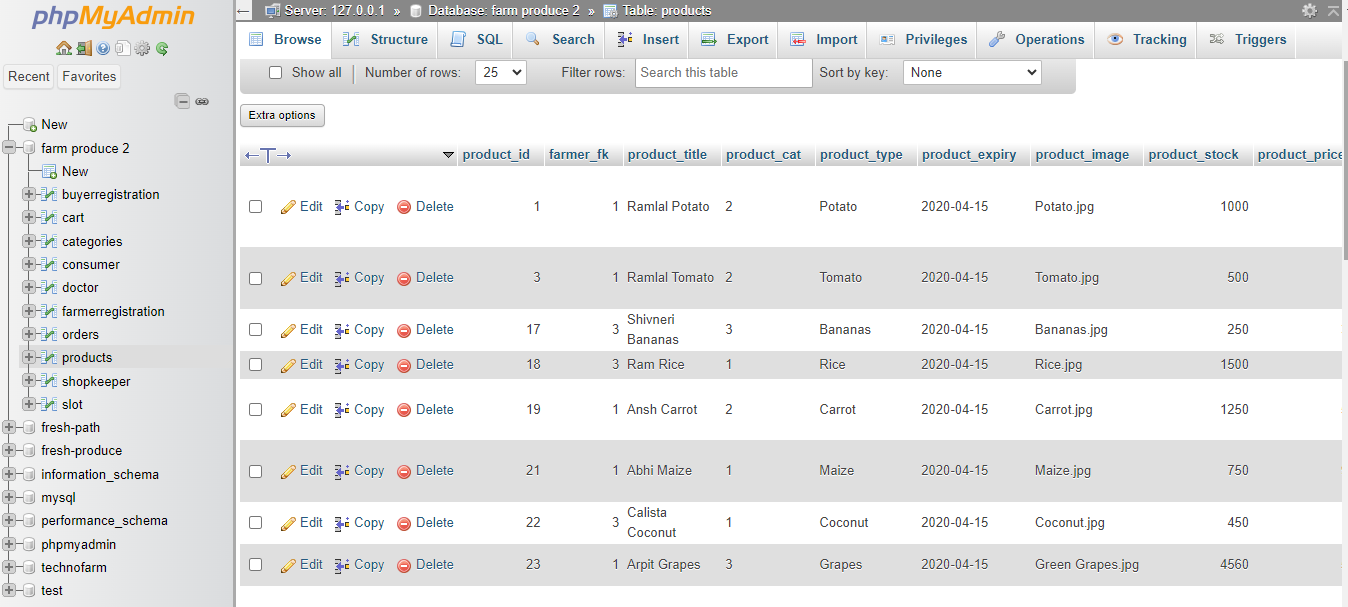 phpMyAdmin
Recent Favorites
New
farm produce 2
New
buyerregistration
cart
categories
consumer
doctor
farmerregistration
orders
products
shopkeeper
slot
fresh-path
fresh-produce
information_schema
mysql
performance_schema
phpmyadmin
technofarm
test
Server: 127.0.0.1 » Database: farm produce 2 » Table: products
Browse Structure SQL Search Insert Export Import Privileges Operations Tracking Triggers
Show all Number of rows: 25 Filter rows: Search this table Sort by key: None
Extra options
←T→ product_id farmer_fk product_title product_cat product_type product_expiry product_image product_stock product_price
Edit Copy Delete 1 1 Ramlal Potato 2 Potato 2020-04-15 Potato.jpg 1000
Edit Copy Delete 3 1 Ramlal Tomato 2 Tomato 2020-04-15 Tomato.jpg 500
Edit Copy Delete 17 3 Shivneri Bananas 3 Bananas 2020-04-15 Bananas.jpg 250
Edit Copy Delete 18 3 Ram Rice 1 Rice 2020-04-15 Rice.jpg 1500
Edit Copy Delete 19 1 Ansh Carrot 2 Carrot 2020-04-15 Carrot.jpg 1250
Edit Copy Delete 21 1 Abhi Maize 1 Maize 2020-04-15 Maize.jpg 750
Edit Copy Delete 22 3 Calista Coconut 1 Coconut 2020-04-15 Coconut.jpg 450
Edit Copy Delete 23 1 Arpit Grapes 3 Grapes 2020-04-15 Green Grapes.jpg 4560